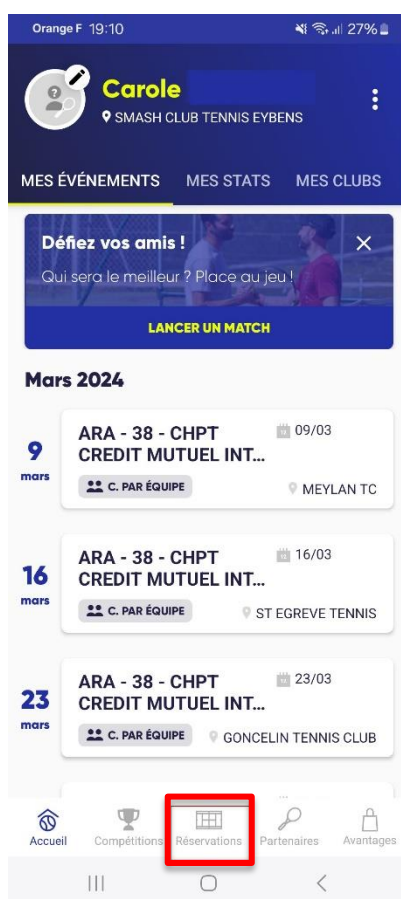 Orange F 19:10 27%
Carole
SMASH CLUB TENNIS EYBENS
MES ÉVÉNEMENTS MES STATS MES CLUBS
Défiez vos amis !
Qui sera le meilleur ? Place au jeu !
LANCER UN MATCH
Mars 2024
9 mars
ARA - 38 - CHPT CREDIT MUTUEL INT...
09/03
C. PAR ÉQUIPE
MEYLAN TC
16 mars
ARA - 38 - CHPT CREDIT MUTUEL INT...
16/03
C. PAR ÉQUIPE
ST EGREVE TENNIS
23 mars
ARA - 38 - CHPT CREDIT MUTUEL INT...
23/03
C. PAR ÉQUIPE
GONCELIN TENNIS CLUB
Accueil Compétitions Réservations Partenaires Avantages